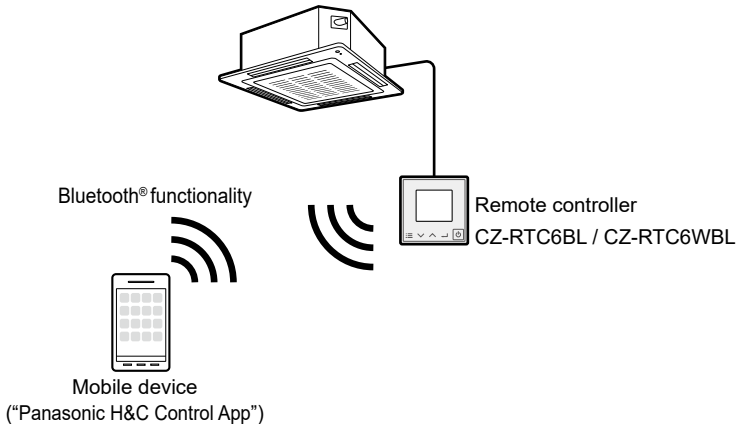 Bluetooth® functionality
Remote controller
CZ-RTC6BL / CZ-RTC6WBL
Mobile device
(“Panasonic H&C Control App”)